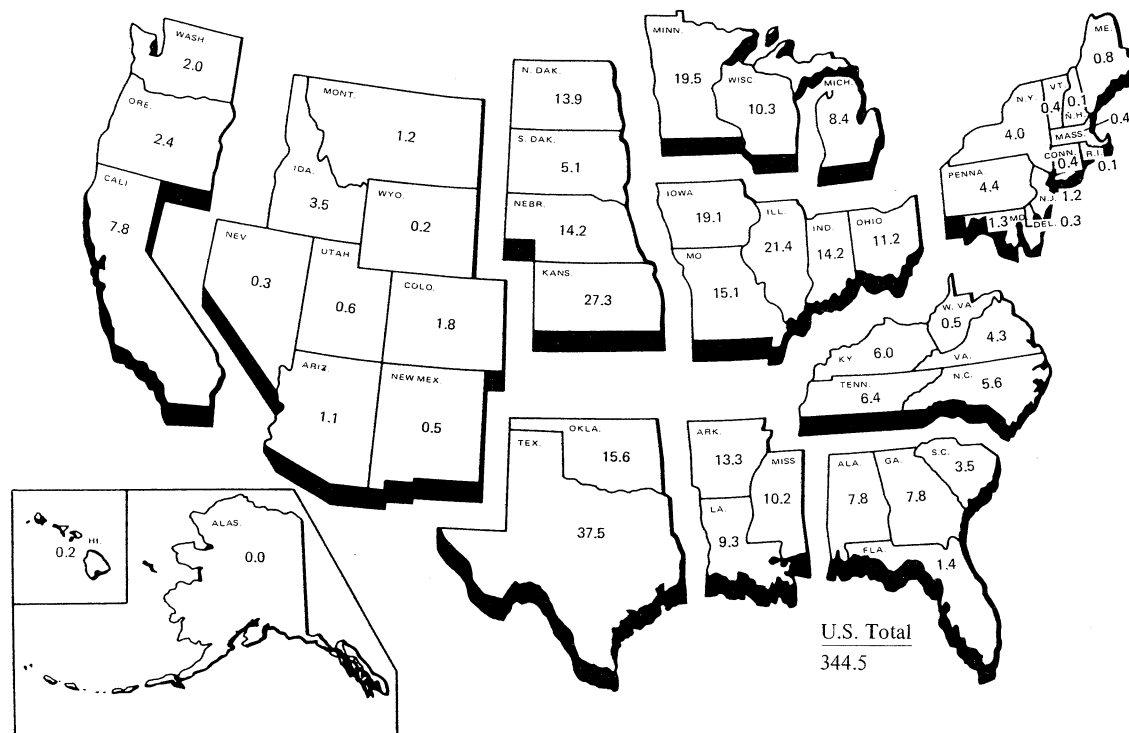 WASH.
2.0
ORE.
2.4
CALI
7.8
MONT.
1.2
IDA.
3.5
WYO.
0.2
NEV
0.3
UTAH
0.6
COLO.
1.8
ARIZ.
1.1
NEW MEX.
0.5
N. DAK.
13.9
S. DAK.
5.1
NEBR.
14.2
KANS.
27.3
MINN.
19.5
WISC
10.3
MICH.
8.4
IOWA
19.1
MO
15.1
ILL.
21.4
IND.
14.2
OHIO
11.2
ME.
0.8
VT.
0.4
0.1
N.H.
N.Y.
4.0
MASS.
0.4
CONN.
0.4
R.I.
0.1
PENNA
4.4
N.J. 1.2
1.3 MD.
DEL. 0.3
W. VA
0.5
4.3
VA.
KY
6.0
TENN.
6.4
N.C.
5.6
TEX.
37.5
OKLA.
15.6
ARK.
13.3
LA.
9.3
MISS
10.2
ALA.
7.8
GA.
7.8
S.C.
3.5
FLA.
1.4
HI.
0.2
ALAS.
0.0
U.S. Total
344.5